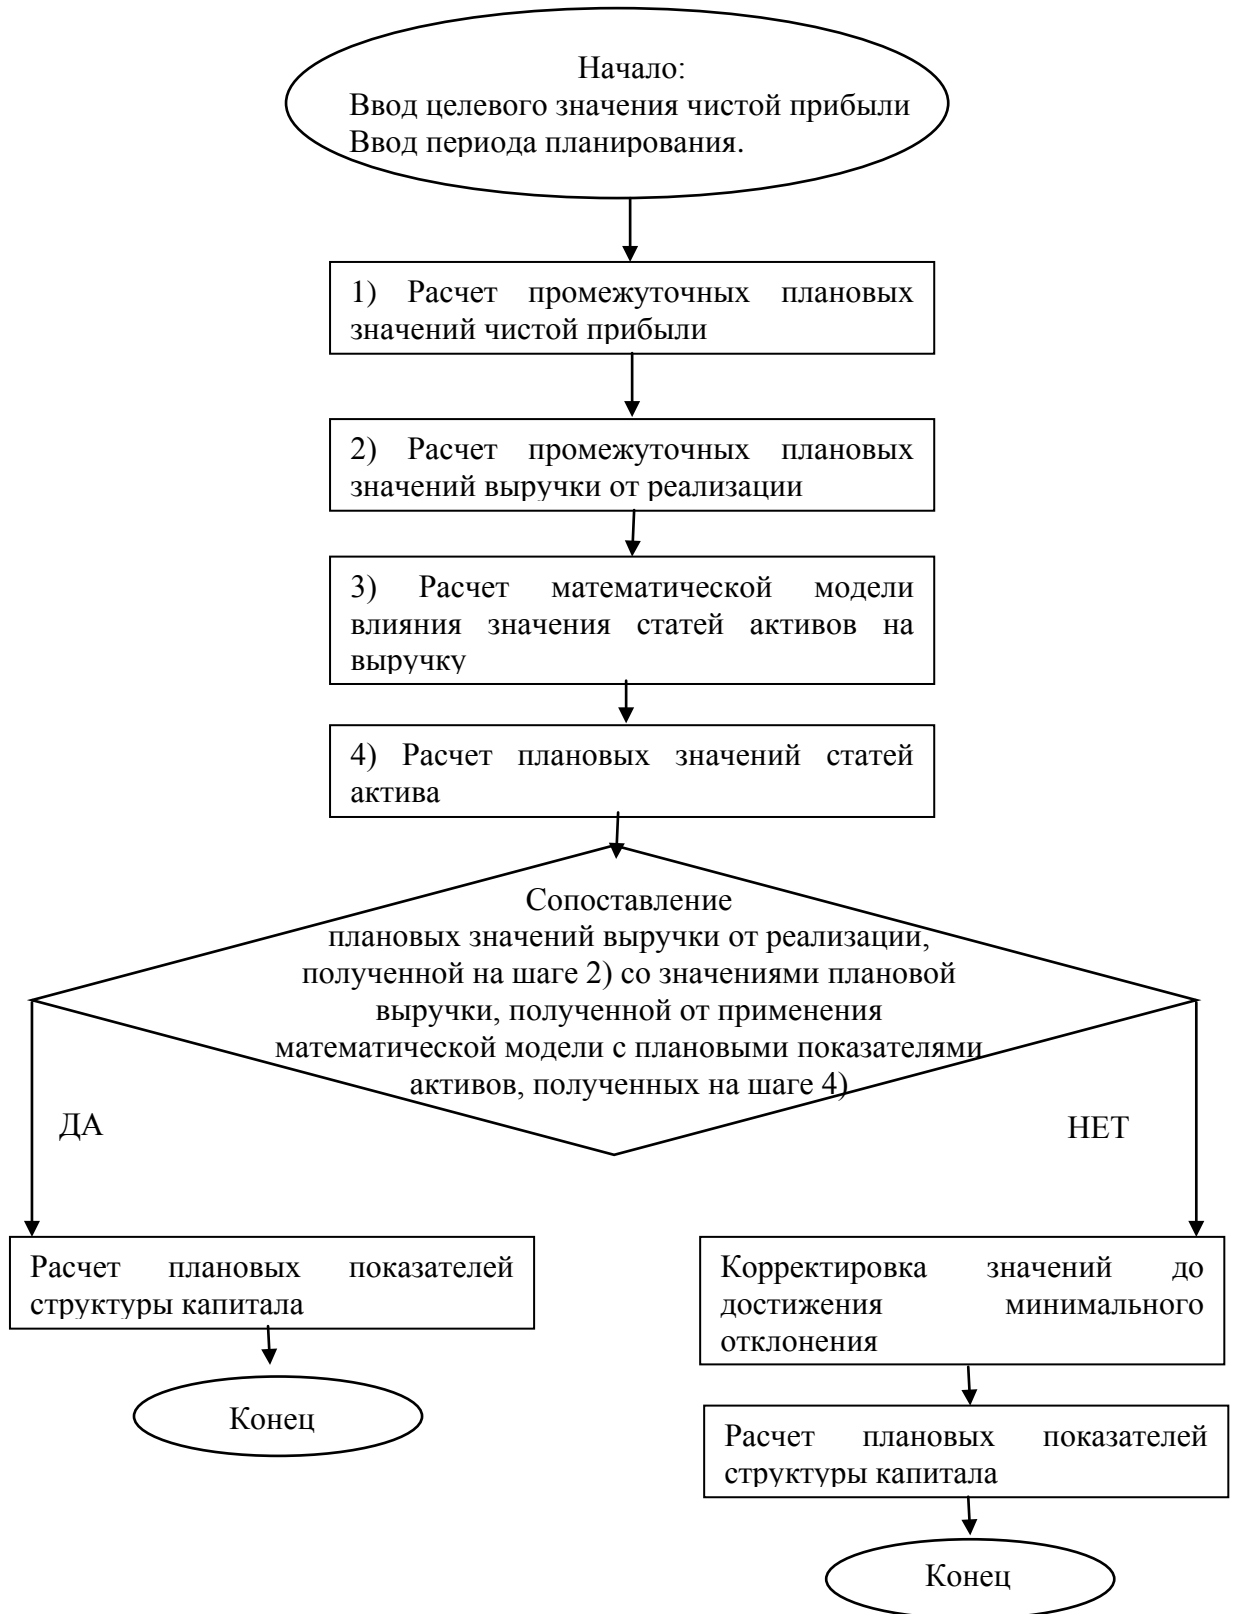 Начало:
Ввод целевого значения чистой прибыли
Ввод периода планирования.
1) Расчет промежуточных плановых
значений чистой прибыли
2) Расчет промежуточных плановых
значений выручки от реализации
3) Расчет математической модели
влияния значения статей активов на
выручку
4) Расчет плановых значений статей
актива
Сопоставление
плановых значений выручки от реализации,
полученной на шаге 2) со значениями плановой
выручки, полученной от применения
математической модели с плановыми показателями
активов, полученных на шаге 4)
ДА
НЕТ
Расчет плановых показателей
структуры капитала
Конец
Корректировка значений до
достижения минимального
отклонения
Расчет плановых показателей
структуры капитала
Конец